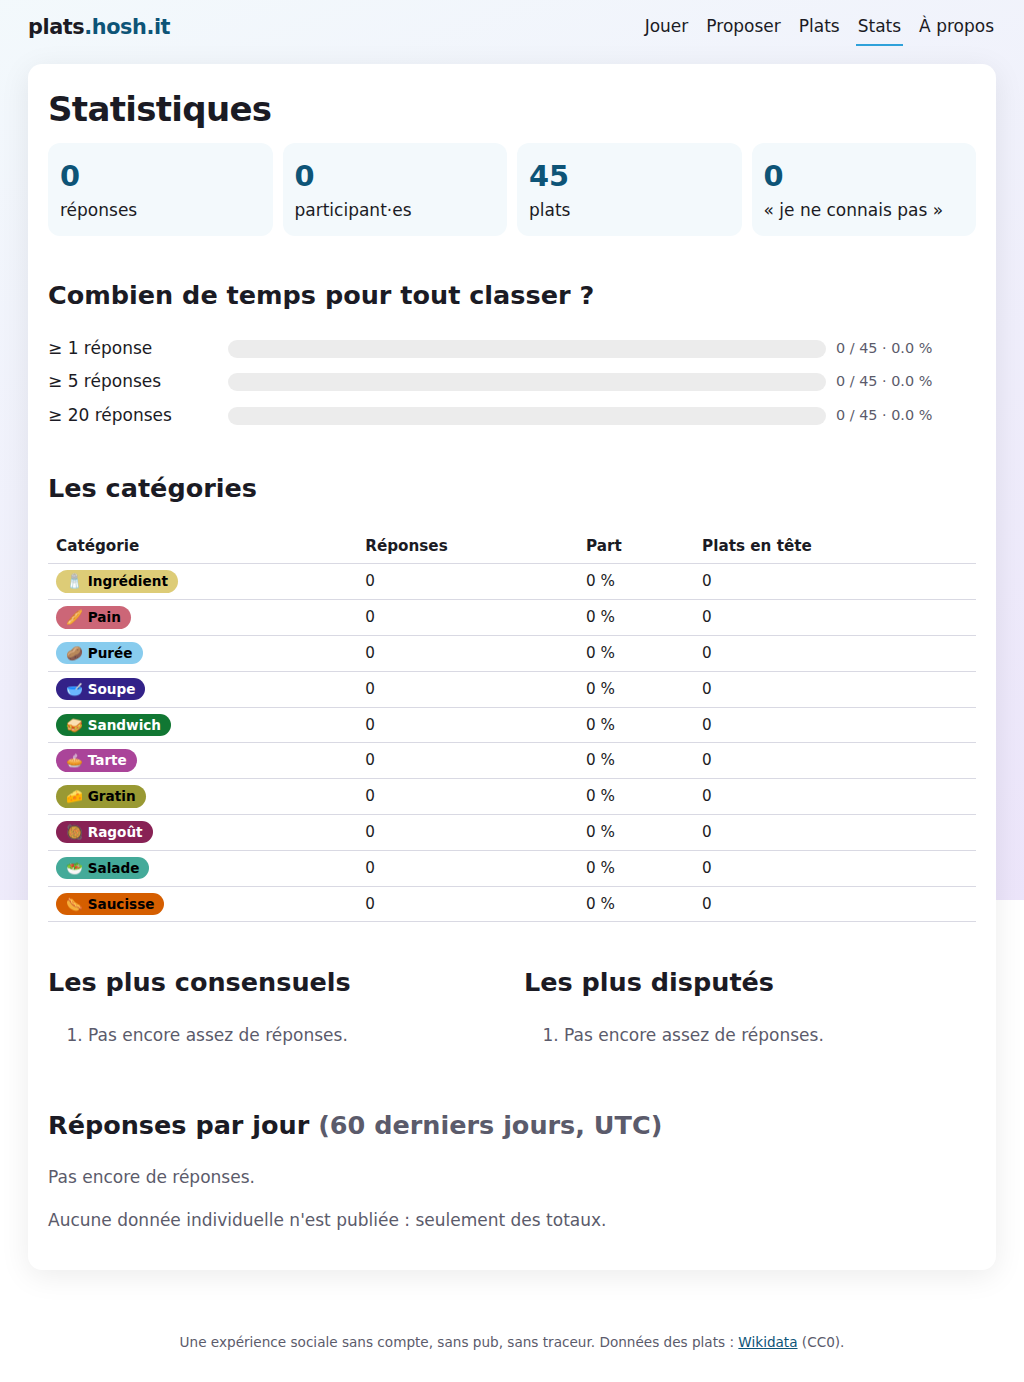 plats.hosh.it
Jouer Proposer Plats Stats À propos
Statistiques
0
réponses
0
participant·es
45
plats
0
« je ne connais pas »
Combien de temps pour tout classer ?
≥ 1 réponse 0 / 45 · 0.0 %
≥ 5 réponses 0 / 45 · 0.0 %
≥ 20 réponses 0 / 45 · 0.0 %
Les catégories
Catégorie Réponses Part Plats en tête
Ingrédient 0 0 % 0
Pain 0 0 % 0
Purée 0 0 % 0
Soupe 0 0 % 0
Sandwich 0 0 % 0
Tarte 0 0 % 0
Gratin 0 0 % 0
Ragoût 0 0 % 0
Salade 0 0 % 0
Saucisse 0 0 % 0
Les plus consensuels
1. Pas encore assez de réponses.
Les plus disputés
1. Pas encore assez de réponses.
Réponses par jour (60 derniers jours, UTC)
Pas encore de réponses.
Aucune donnée individuelle n'est publiée : seulement des totaux.
Une expérience sociale sans compte, sans pub, sans traceur. Données des plats : Wikidata (CC0).